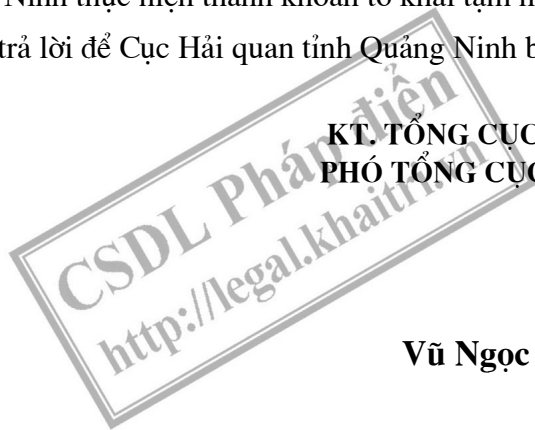 Ninh thực hiện thanh khoản tờ khai tạm
trả lời để Cục Hải quan tỉnh Quảng Ninh
KT. TỔNG CỤC
PHÓ TỔNG CỤC
CSDL Pháp điển
http://legal.khaitri.vn
Vũ Ngọc